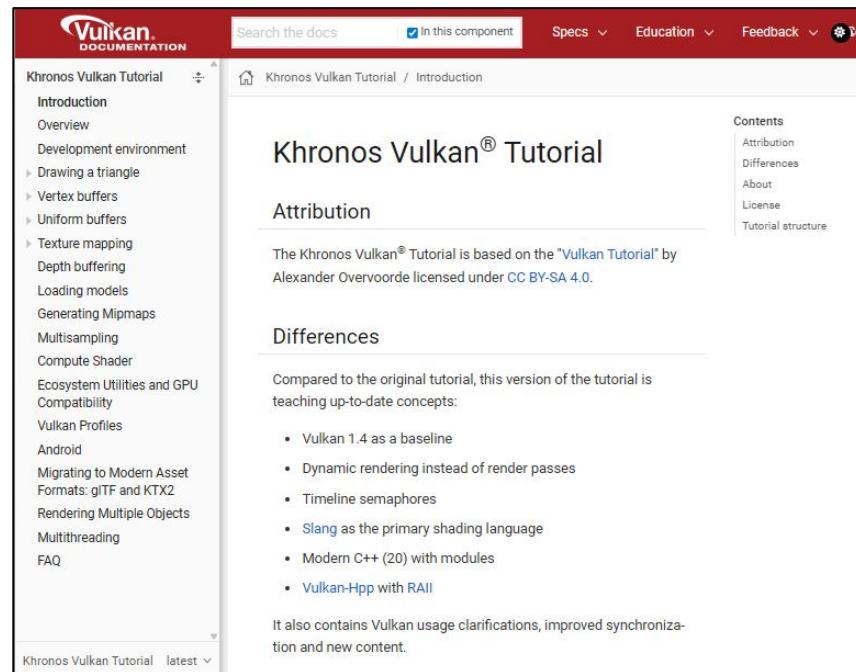 Vulkan.
DOCUMENTATION
Search the docs
In this component
Specs
Education
Feedback
Khronos Vulkan Tutorial
Introduction
Overview
Development environment
Drawing a triangle
Vertex buffers
Uniform buffers
Texture mapping
Depth buffering
Loading models
Generating Mipmaps
Multisampling
Compute Shader
Ecosystem Utilities and GPU
Compatibility
Vulkan Profiles
Android
Migrating to Modern Asset
Formats: glTF and KTX2
Rendering Multiple Objects
Multithreading
FAQ
Khronos Vulkan Tutorial latest
Khronos Vulkan Tutorial / Introduction
Khronos Vulkan® Tutorial
Attribution
The Khronos Vulkan® Tutorial is based on the "Vulkan Tutorial" by
Alexander Overvoorde licensed under CC BY-SA 4.0.
Differences
Compared to the original tutorial, this version of the tutorial is
teaching up-to-date concepts:
• Vulkan 1.4 as a baseline
• Dynamic rendering instead of render passes
• Timeline semaphores
• Slang as the primary shading language
• Modern C++ (20) with modules
• Vulkan-Hpp with RAII
It also contains Vulkan usage clarifications, improved synchroniza-
tion and new content.
Contents
Attribution
Differences
About
License
Tutorial structure